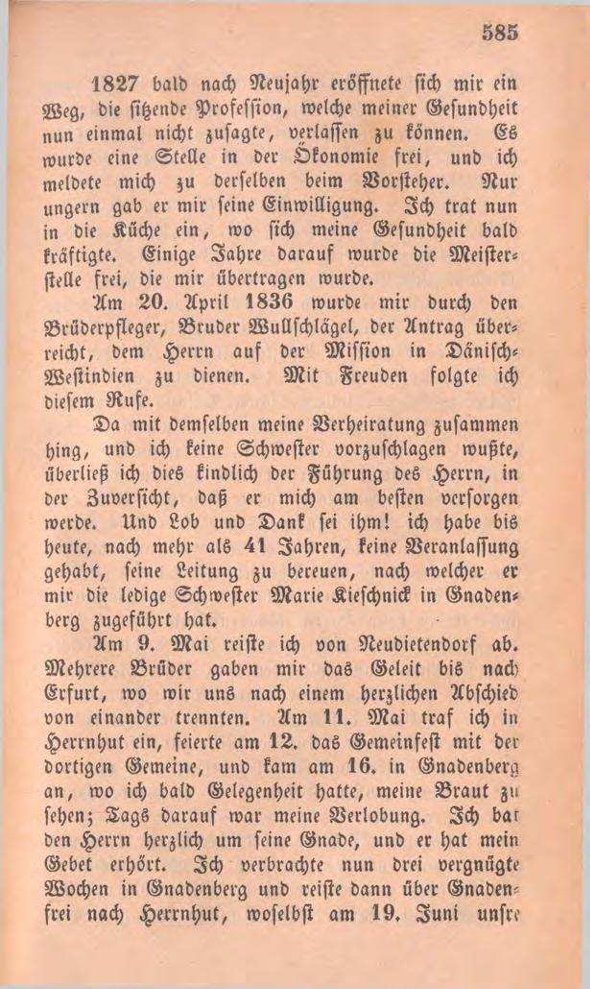 585
1827 bald nach Neujahr eröffnete sich mir ein
Weg, die sitzende Profession, welche meiner Gesundheit
nun einmal nicht zusagte, verlassen zu können. Es
wurde eine Stelle in der Ökonomie frei, und ich
meldete mich zu derselben beim Vorsteher. Nur
ungern gab er mir seine Einwilligung. Ich trat nun
in die Küche ein, wo sich meine Gesundheit bald
kräftigte. Einige Jahre darauf wurde die Meister-
stelle frei, die mir übertragen wurde.
Am 20. April 1836 wurde mir durch den
Brüderpfleger, Bruder Wullschlägel, der Antrag über-
reicht, dem Herrn auf der Mission in Dänisch-
Westindien zu dienen. Mit Freuden folgte ich
diesem Rufe.
Da mit demselben meine Verheiratung zusammen
hing, und ich keine Schwester vorzuschlagen wußte,
überließ ich dies kindlich der Führung des Herrn, in
der Zuversicht, daß er mich am besten versorgen
werde. Und Lob und Dank sei ihm! ich habe bis
heute, nach mehr als 41 Jahren, keine Veranlassung
gehabt, seine Leitung zu bereuen, nach welcher er
mir die ledige Schwester Marie Kieschnick in Gnaden-
berg zugeführt hat.
Am 9. Mai reiste ich von Neudietendorf ab.
Mehrere Brüder gaben mir das Geleit bis nach
Erfurt, wo wir uns nach einem herzlichen Abschied
von einander trennten. Am 11. Mai traf ich in
Herrnhut ein, feierte am 12. das Gemeinfest mit der
dortigen Gemeine, und kam am 16. in Gnadenberg
an, wo ich bald Gelegenheit hatte, meine Braut zu
sehen; Tags darauf war meine Verlobung. Ich bat
den Herrn herzlich um seine Gnade, und er hat mein
Gebet erhört. Ich verbrachte nun drei vergnügte
Wochen in Gnadenberg und reiste dann über Gnaden-
frei nach Herrnhut, woselbst am 19. Juni unsre